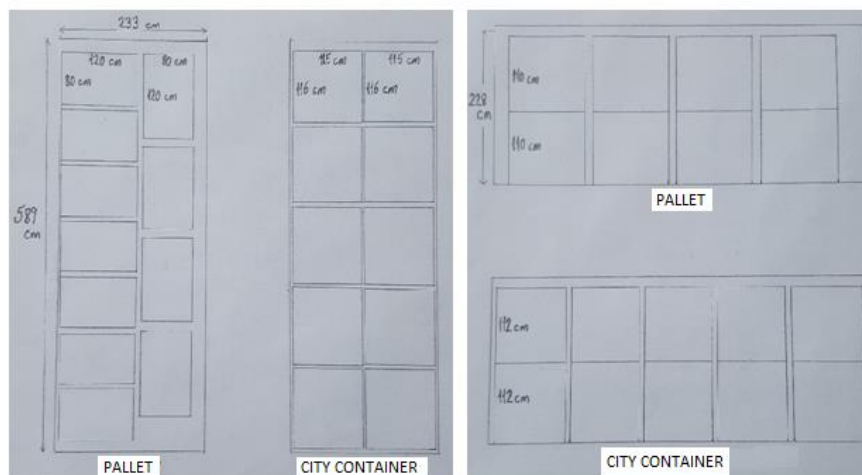 233 cm
120 cm
80 cm
80 cm
120 cm
589 cm
PALLET
115 cm
115 cm
116 cm
116 cm
CITY CONTAINER
228 cm
110 cm
110 cm
PALLET
112 cm
112 cm
CITY CONTAINER